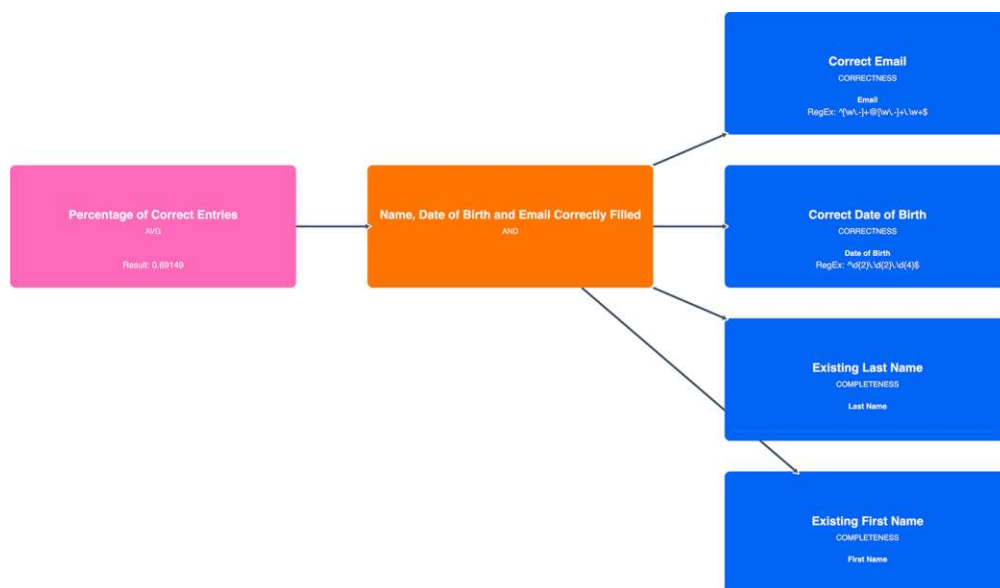 Percentage of Correct Entries
AVG
Result: 0.69149
Name, Date of Birth and Email Correctly Filled
AND
Correct Email
CORRECTNESS
Email
RegEx: ^[\w\.-]+@[\w\.-]+\.\w+$
Correct Date of Birth
CORRECTNESS
Date of Birth
RegEx: ^\d{2}\.\d{2}\.\d{4}$
Existing Last Name
COMPLETENESS
Last Name
Existing First Name
COMPLETENESS
First Name